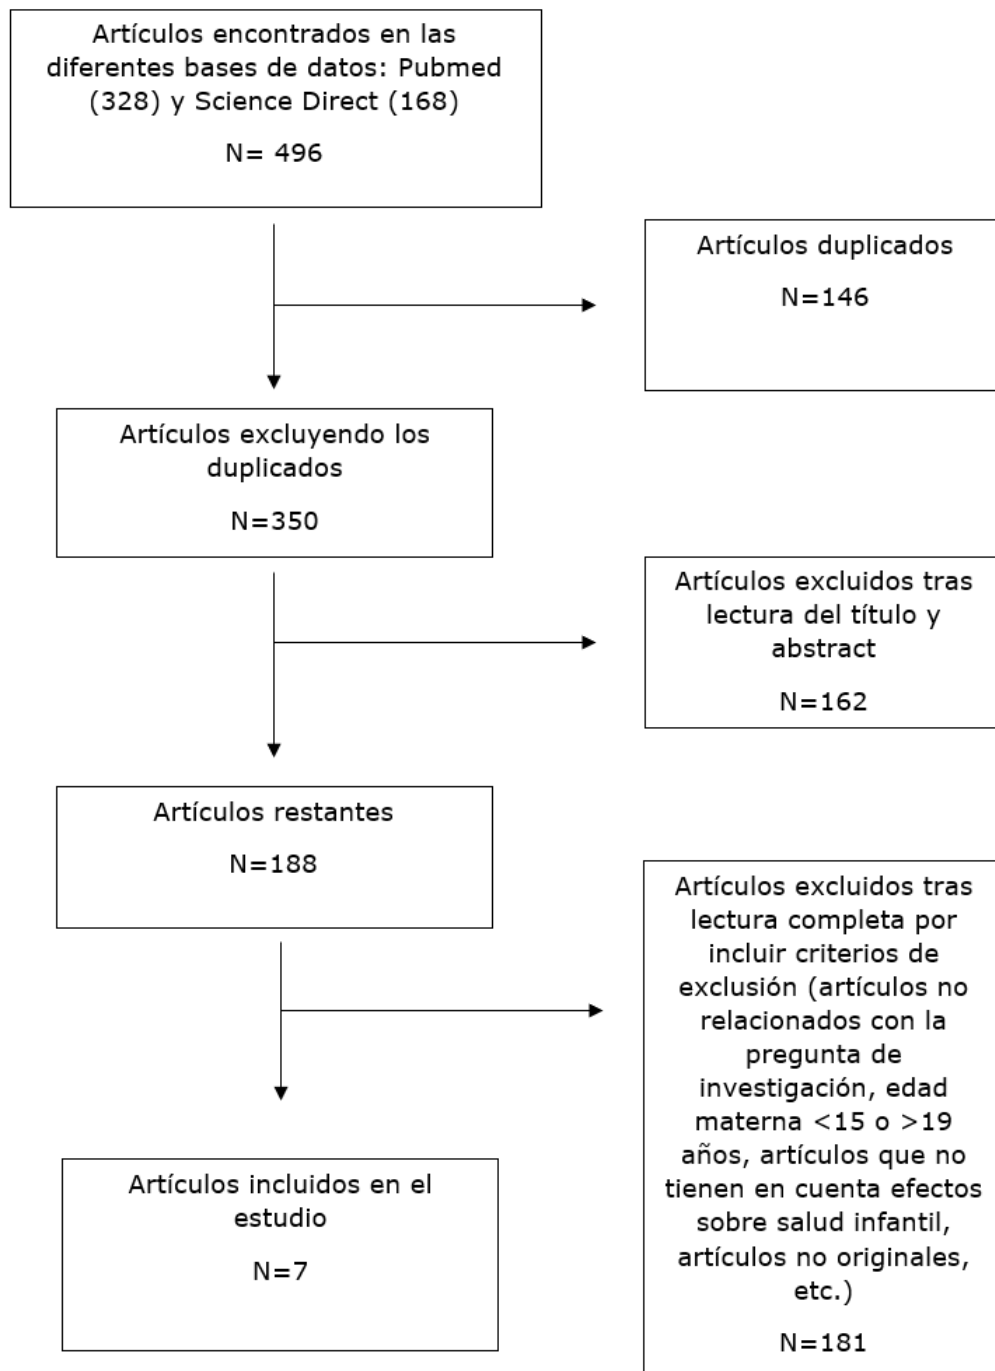 Artículos encontrados en las
diferentes bases de datos: Pubmed
(328) y Science Direct (168)
N= 496
Artículos duplicados
N=146
Artículos excluyendo los
duplicados
N=350
Artículos excluidos tras
lectura del título y
abstract
N=162
Artículos restantes
N=188
Artículos excluidos tras
lectura completa por
incluir criterios de
exclusión (artículos no
relacionados con la
pregunta de
investigación, edad
materna <15 o >19
años, artículos que no
tienen en cuenta efectos
sobre salud infantil,
artículos no originales,
etc.)
N=181
Artículos incluidos en el
estudio
N=7